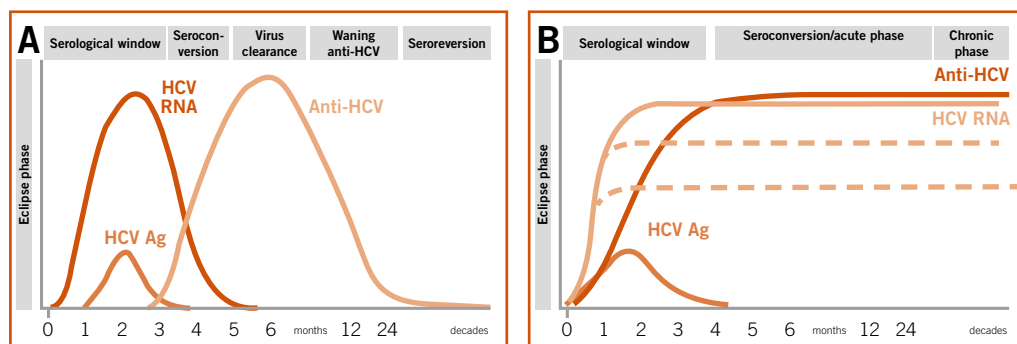 A
Serological window
Serocon-
version
Virus
clearance
Waning
anti-HCV
Seroreversion
Eclipse phase
HCV
RNA
Anti-HCV
HCV Ag
0 1 2 3 4 5 6 months 12 24 decades
B
Serological window
Seroconversion/acute phase
Chronic
phase
Eclipse phase
Anti-HCV
HCV RNA
HCV Ag
0 1 2 3 4 5 6 months 12 24 decades